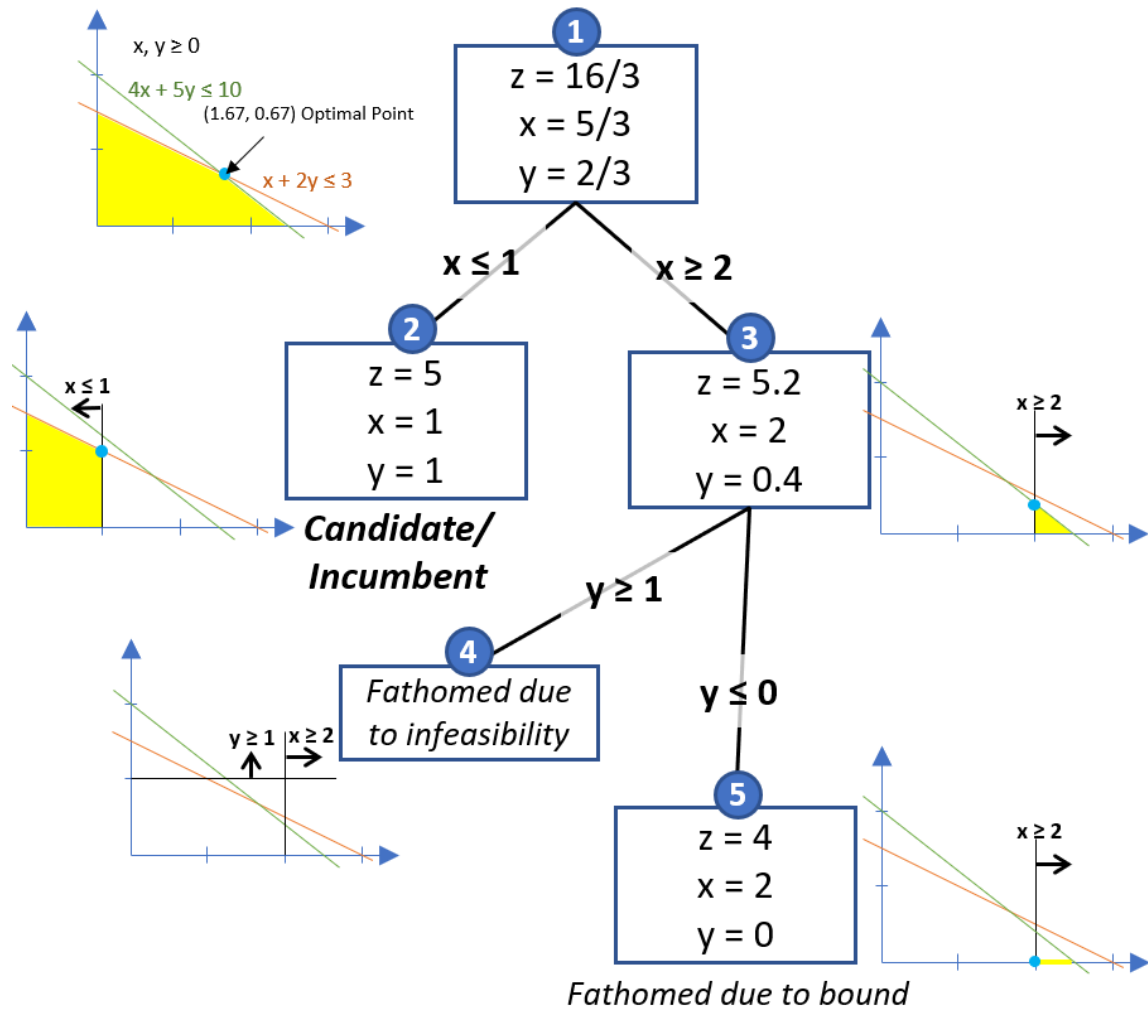 x, y ≥ 0
4x + 5y ≤ 10
(1.67, 0.67) Optimal Point
x + 2y ≤ 3
1
z = 16/3
x = 5/3
y = 2/3
x ≤ 1
x ≥ 2
x ≤ 1
2
z = 5
x = 1
y = 1
Candidate/
Incumbent
3
z = 5.2
x = 2
y = 0.4
x ≥ 2
y ≥ 1
y ≤ 0
y ≥ 1
x ≥ 2
4
Fathomed due
to infeasibility
5
z = 4
x = 2
y = 0
Fathomed due to bound
x ≥ 2